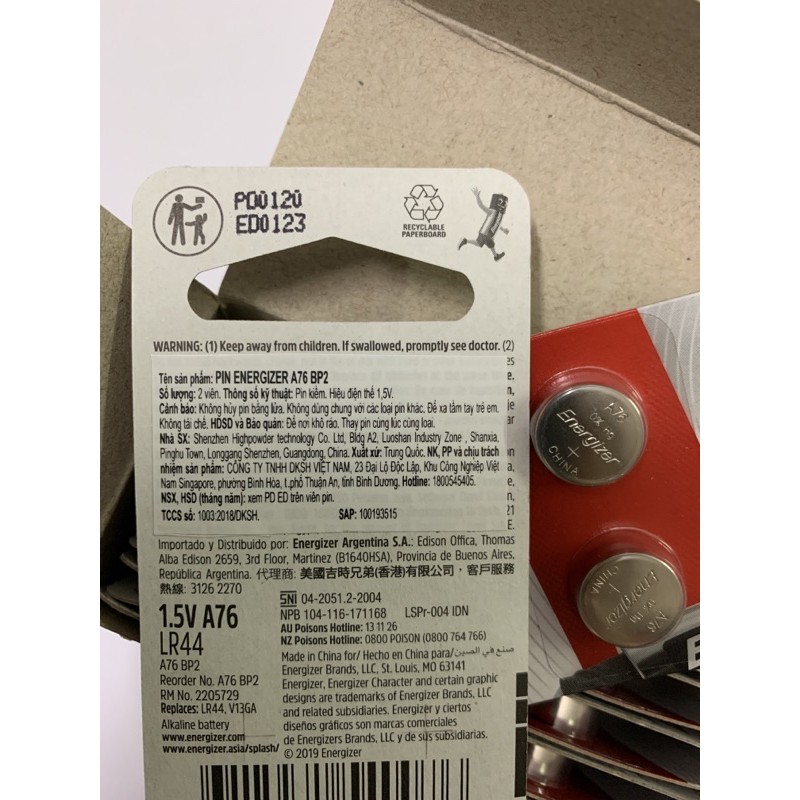 PD0120
ED0123
RECYCLABLE
PAPERBOARD
WARNING: (1) Keep away from children. If swallowed, promptly see doctor. (2)
Tên sản phẩm: PIN ENERGIZER A76 BP2
Số lượng: 2 viên. Thông số kỹ thuật: Pin kiềm. Hiệu điện thế 1,5V.
Cảnh báo: Không hủy pin bằng lửa. Không dùng chung với các loại pin khác. Để xa tầm tay trẻ em.
Không tái chế. HDSD và Bảo quản: Để nơi khô ráo. Thay pin cùng lúc cùng loại.
Nhà SX: Shenzhen Highpower technology Co. Ltd, Bldg A2, Luoshan Industry Zone , Shanxia,
Pinghu Town, Longgang Shenzhen, Guangdong, China. Xuất xứ: Trung Quốc. NK, PP và chịu trách
nhiệm sản phẩm: CÔNG TY TNHH DKSH VIỆT NAM, 23 Đại Lộ Độc Lập, Khu Công Nghiệp Việt
Nam Singapore, phường Bình Hòa, t.phố Thuận An, tỉnh Bình Dương. Hotline: 1800545405.
NSX, HSD (tháng năm): xem PD ED trên viên pin.
TCCS số: 1003:2018/DKSH. SAP: 100193515
Importado y Distribuido por: Energizer Argentina S.A.: Edison Office, Thomas
Alba Edison 2659, 3rd Floor, Martinez (B1640HSA), Provincia de Buenos Aires,
República Argentina. 代理商: 美國吉時兄弟(香港)有限公司, 客戶服務
熱線: 3126 2270
1.5V A76
LR44
A76 BP2
Reorder No. A76 BP2
RM No. 2205729
Replaces: LR44, V13GA
Alkaline battery
www.energizer.com
www.energizer.asia/splash/
SNI 04-2051.2-2004
NPB 104-116-171168 LSPr-004 IDN
AU Poisons Hotline: 13 11 26
NZ Poisons Hotline: 0800 POISON (0800 764 766)
Made in China for/ Hecho en China para/ صنع في الصين
Energizer Brands, LLC, St. Louis, MO 63141
Energizer, Energizer Character and certain graphic
designs are trademarks of Energizer Brands, LLC
and related subsidiaries. Energizer y ciertos
diseños gráficos son marcas comerciales
de Energizer Brands, LLC y de sus subsidiarias.
© 2019 Energizer
A76
Energizer
+
CHINA
CHINA
+
Energizer
A76